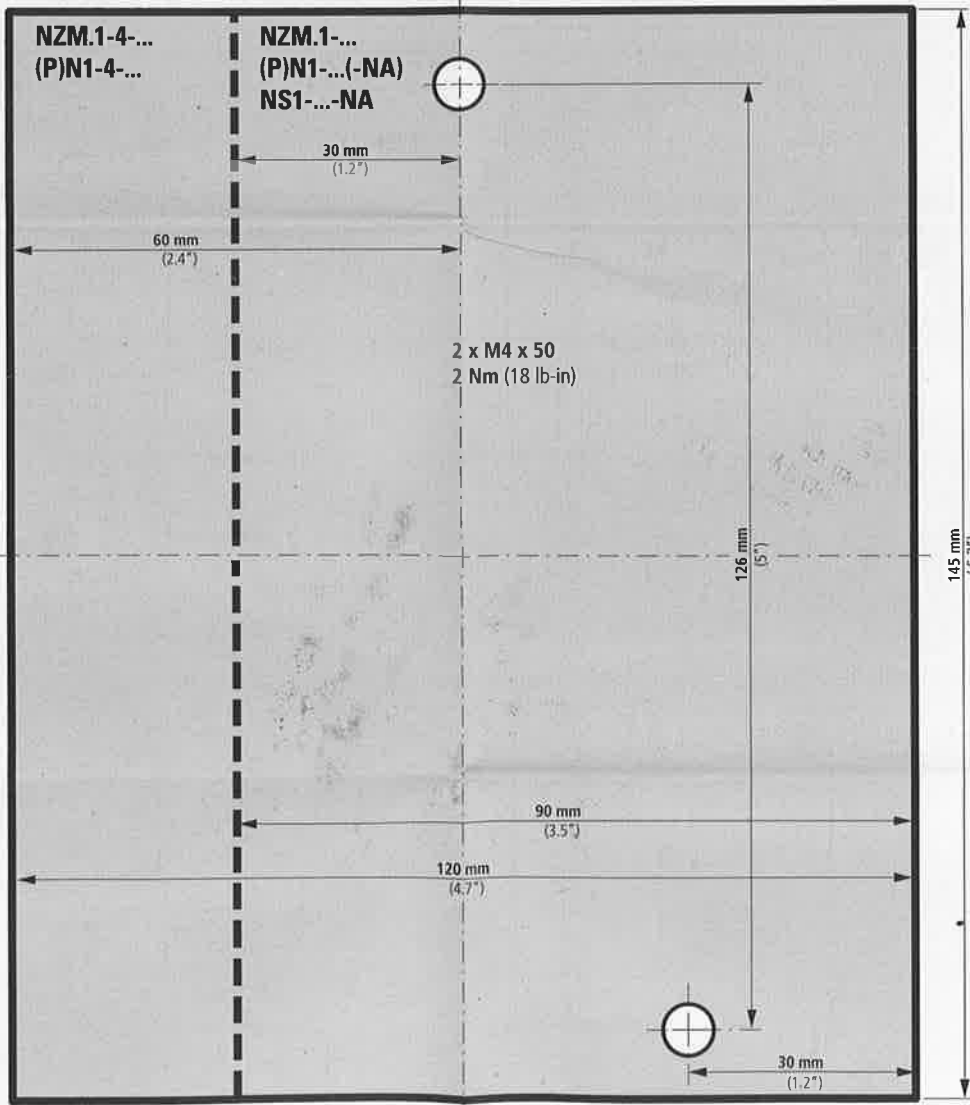 NZM.1-4-...
(P)N1-4-...
NZM.1-...
(P)N1-...(-NA)
NS1-...-NA
30 mm
(1.2")
60 mm
(2.4")
2 x M4 x 50
2 Nm (18 lb-in)
126 mm
(5")
145 mm
90 mm
(3.5")
120 mm
(4.7")
30 mm
(1.2")